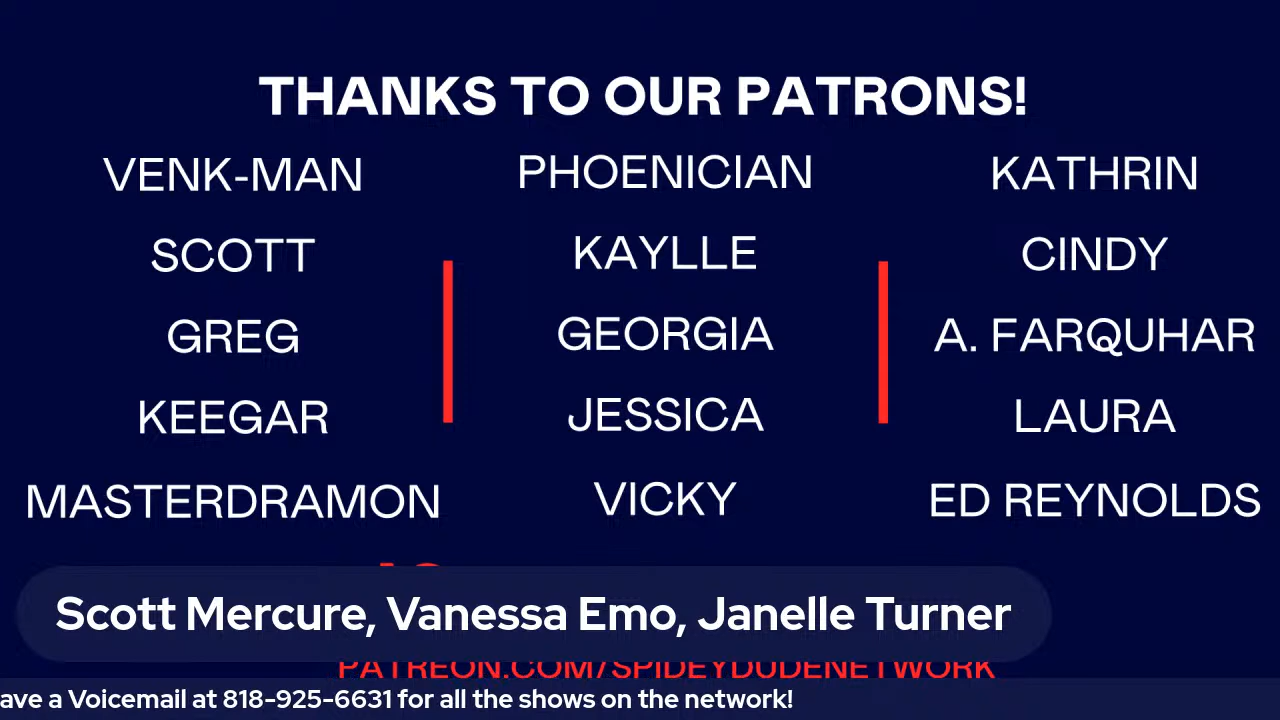 THANKS TO OUR PATRONS!
VENK-MAN
SCOTT
GREG
KEEGAR
MASTERDRAMON
PHOENICIAN
KAYLLE
GEORGIA
JESSICA
VICKY
KATHRIN
CINDY
A. FARQUHAR
LAURA
ED REYNOLDS
Scott Mercure, Vanessa Emo, Janelle Turner
PATREON.COM/SPIDEYDUDENETWORK
ave a Voicemail at 818-925-6631 for all the shows on the network!